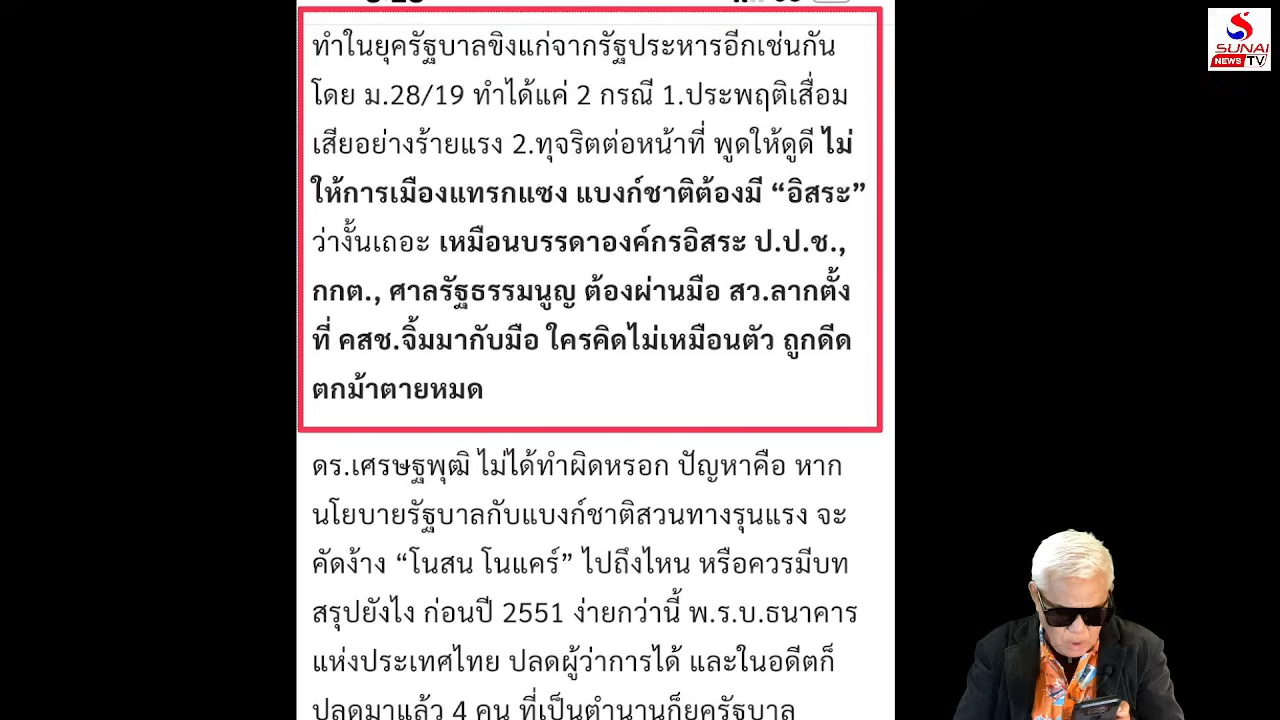 SUNAI
NEWS TV
ทำในยุครัฐบาลขิงแก่จากรัฐประหารอีกเช่นกัน
โดย ม.28/19 ทำได้แค่ 2 กรณี 1.ประพฤติเสื่อม
เสียอย่างร้ายแรง 2.ทุจริตต่อหน้าที่ พูดให้ดูดี ไม่
ให้การเมืองแทรกแซง แบงก์ชาติต้องมี “อิสระ”
ว่างั้นเถอะ เหมือนบรรดาองค์กรอิสระ ป.ป.ช.,
กกต., ศาลรัฐธรรมนูญ ต้องผ่านมือ สว.ลากตั้ง
ที่ คสช.จิ้มมากับมือ ใครคิดไม่เหมือนตัว ถูกดีด
ตกม้าตายหมด
ดร.เศรษฐพุฒิ ไม่ได้ทำผิดหรอก ปัญหาคือ หาก
นโยบายรัฐบาลกับแบงก์ชาติสวนทางรุนแรง จะ
คัดง้าง “โนสน โนแคร์” ไปถึงไหน หรือควรมีบท
สรุปยังไง ก่อนปี 2551 ง่ายกว่านี้ พ.ร.บ.ธนาคาร
แห่งประเทศไทย ปลดผู้ว่าการได้ และในอดีตก็
ปลดมาแล้ว 4 คน ที่เป็นตำนานก็ยุครัฐบาล